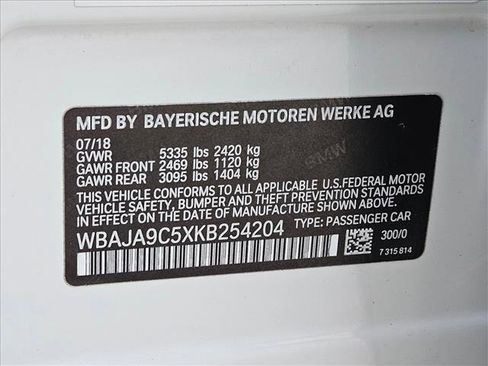 MFD BY BAYERISCHE MOTOREN WERKE AG
07/18
GVWR 5335 lbs 2420 kg
GAWR FRONT 2469 lbs 1120 kg
GAWR REAR 3095 lbs 1404 kg
THIS VEHICLE CONFORMS TO ALL APPLICABLE U.S.FEDERAL MOTOR
VEHICLE SAFETY, BUMPER, AND THEFT PREVENTION STANDARDS
IN EFFECT ON THE DATE OF MANUFACTURE SHOWN ABOVE.
WBAJA9C5XKB254204 TYPE: PASSENGER CAR
300/0
7 315 814
BMW